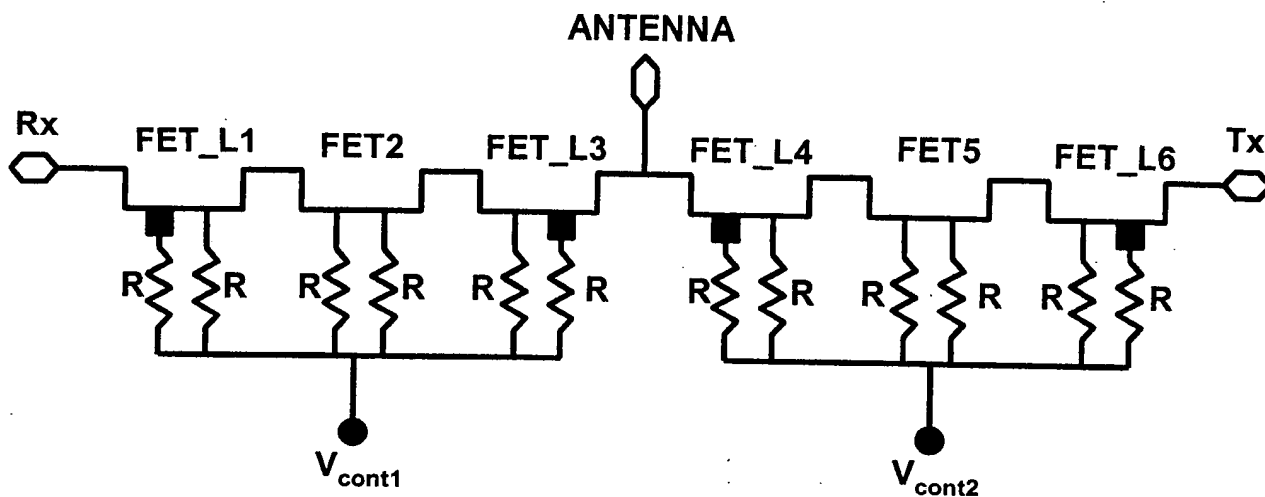 ANTENNA
Rx FET_L1 FET2 FET_L3 FET_L4 FET5 FET_L6 Tx
R R R R R R R R R R R R
Vcont1 Vcont2